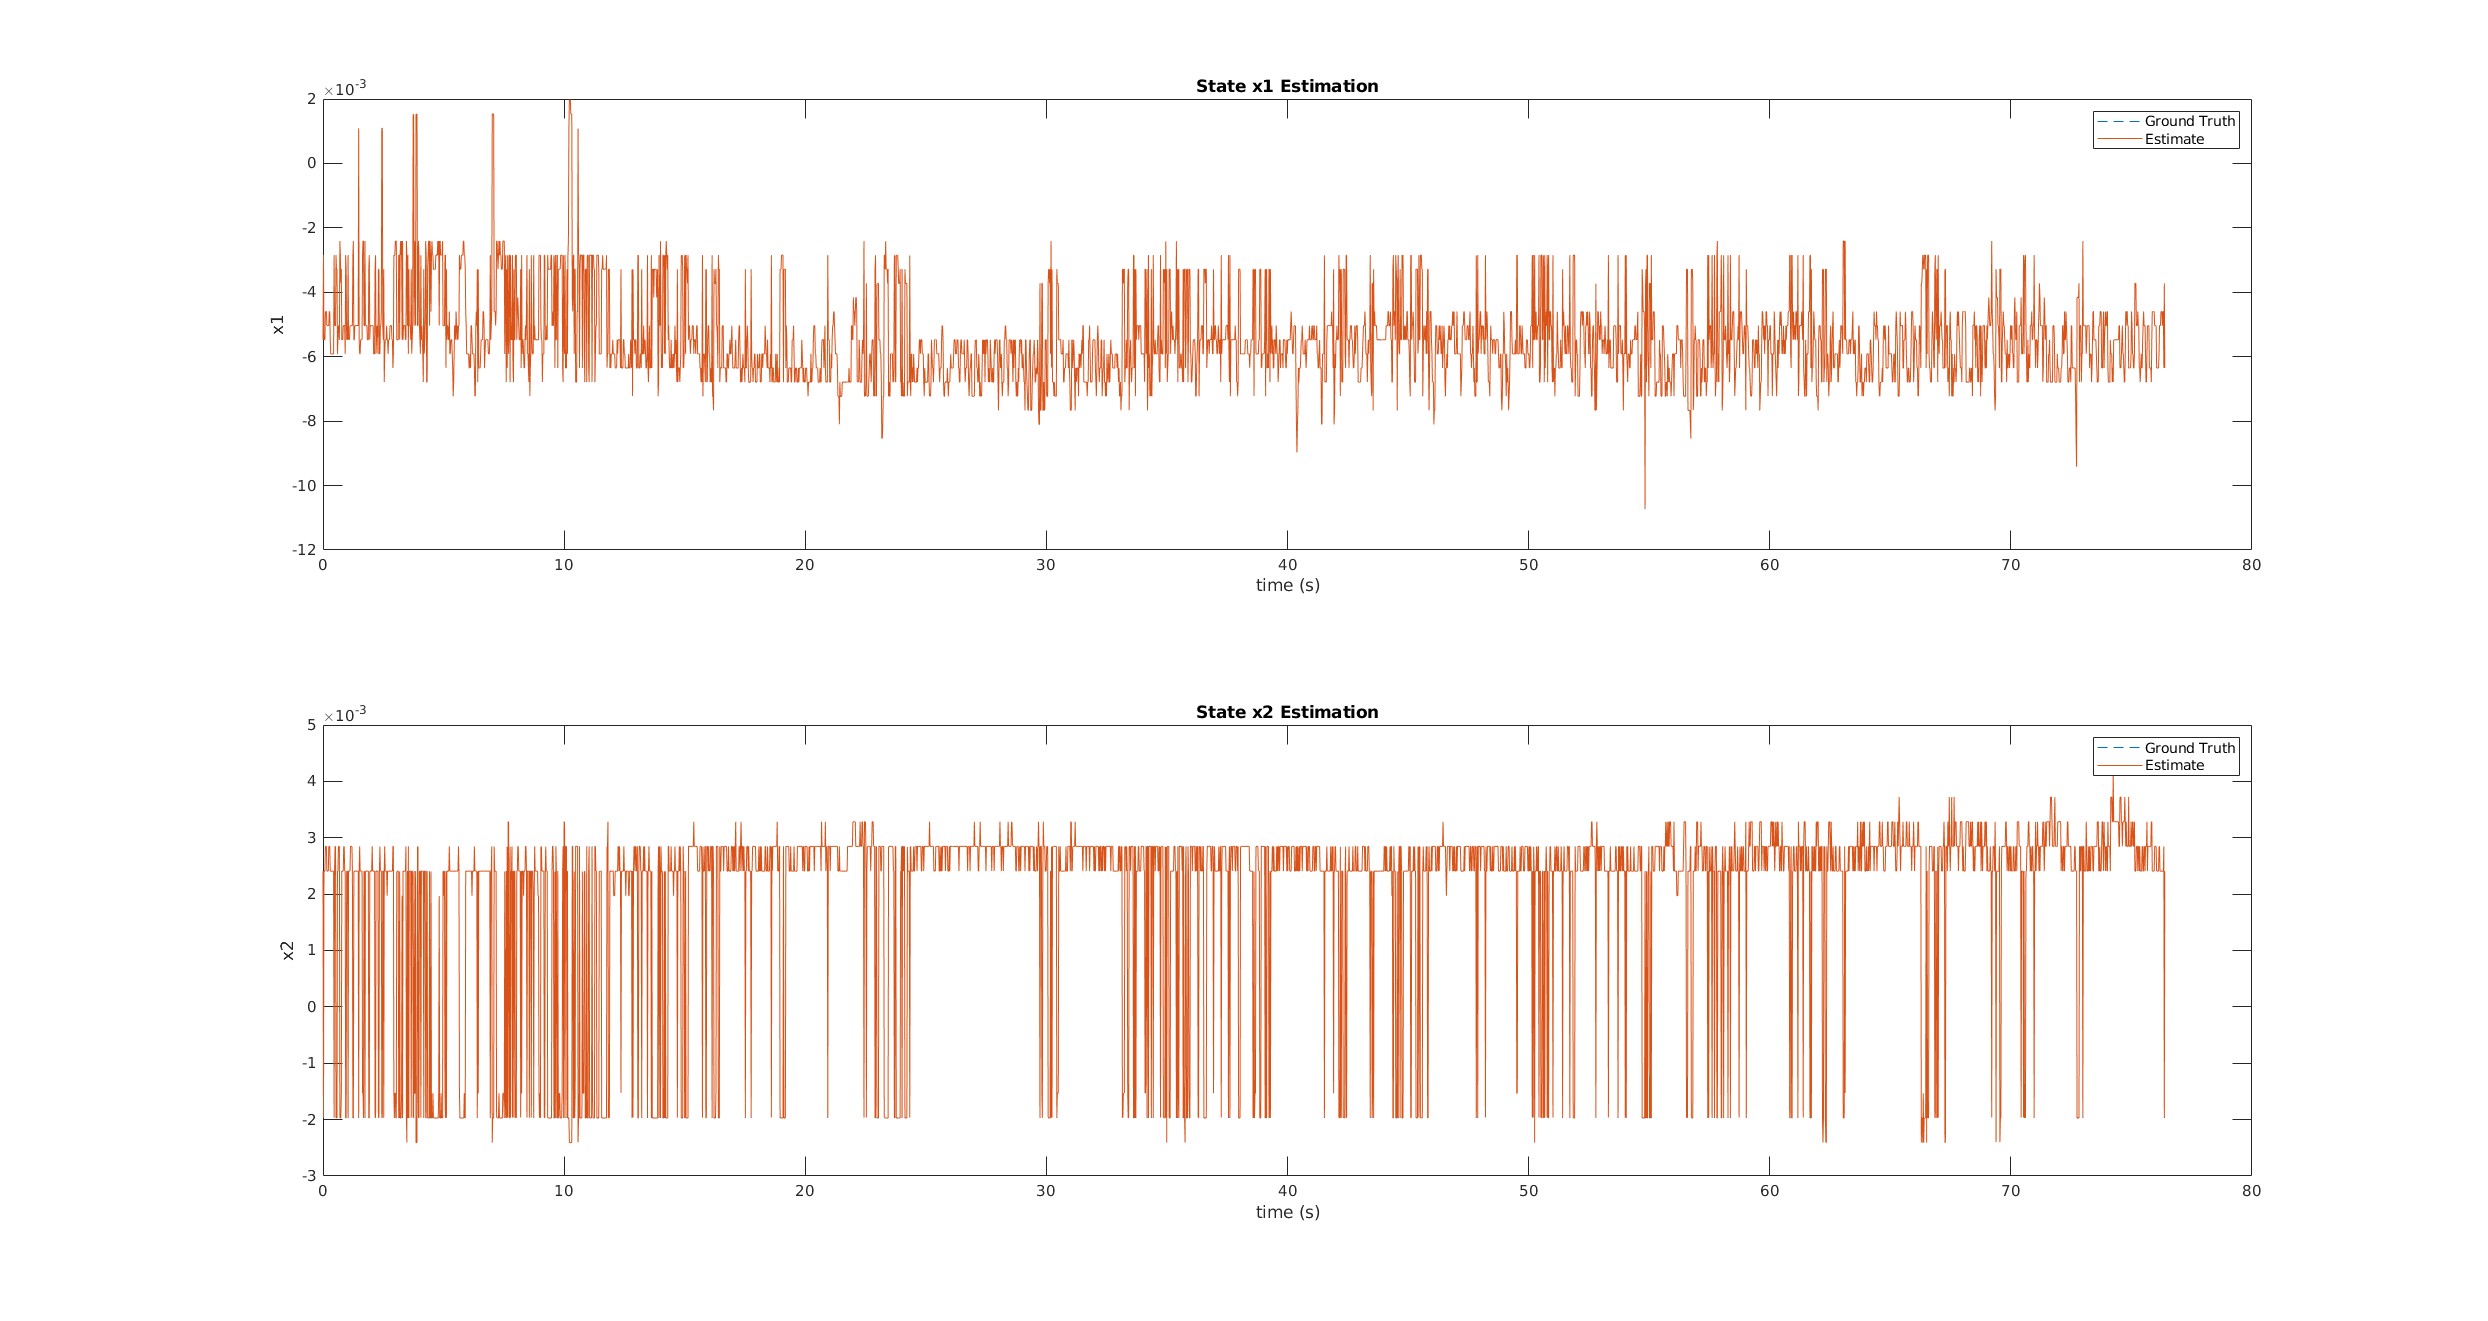 State x1 Estimation
×10-3
2
0
-2
-4
-6
-8
-10
-12
x1
Ground Truth
Estimate
0 10 20 30 40 50 60 70 80
time (s)
State x2 Estimation
×10-3
5
4
3
2
1
0
-1
-2
-3
x2
Ground Truth
Estimate
0 10 20 30 40 50 60 70 80
time (s)